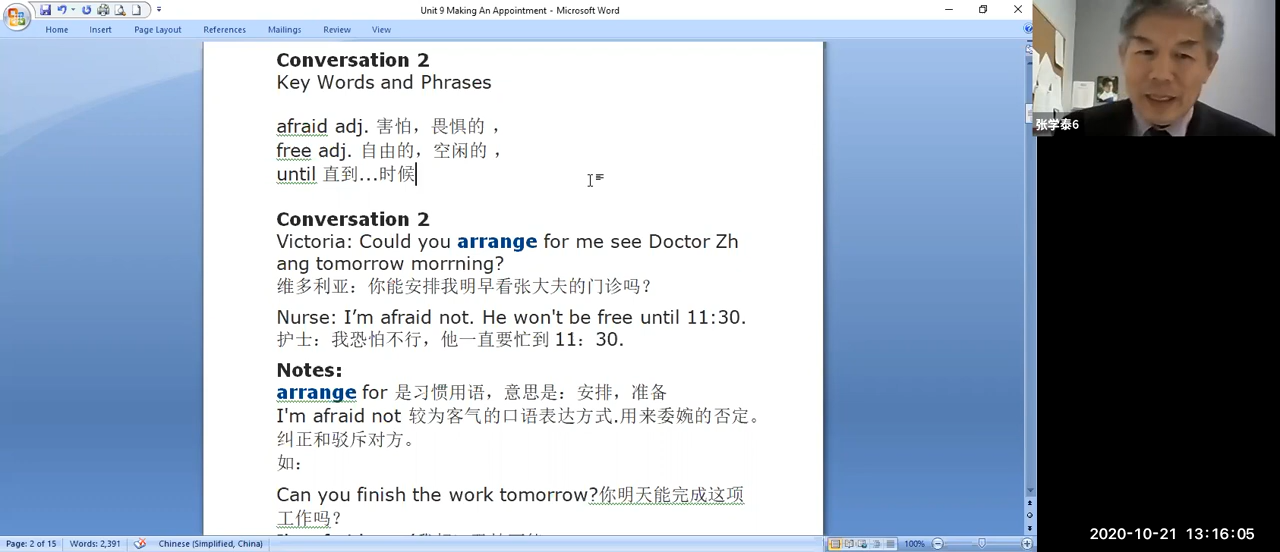 Unit 9 Making An Appointment - Microsoft Word
Home Insert Page Layout References Mailings Review View
Conversation 2
Key Words and Phrases
afraid adj. 害怕，畏惧的 ，
free adj. 自由的，空闲的 ，
until 直到…时候
Conversation 2
Victoria: Could you arrange for me see Doctor Zh
ang tomorrow morrning?
维多利亚：你能安排我明早看张大夫的门诊吗？
Nurse: I’m afraid not. He won't be free until 11:30.
护士：我恐怕不行，他一直要忙到 11：30.
Notes:
arrange for 是习惯用语，意思是：安排，准备
I'm afraid not 较为客气的口语表达方式.用来委婉的否定。
纠正和驳斥对方。
如：
Can you finish the work tomorrow?你明天能完成这项
工作吗？
Page: 2 of 15 Words: 2,391 Chinese (Simplified, China) 100%
张学泰6
2020-10-21 13:16:05